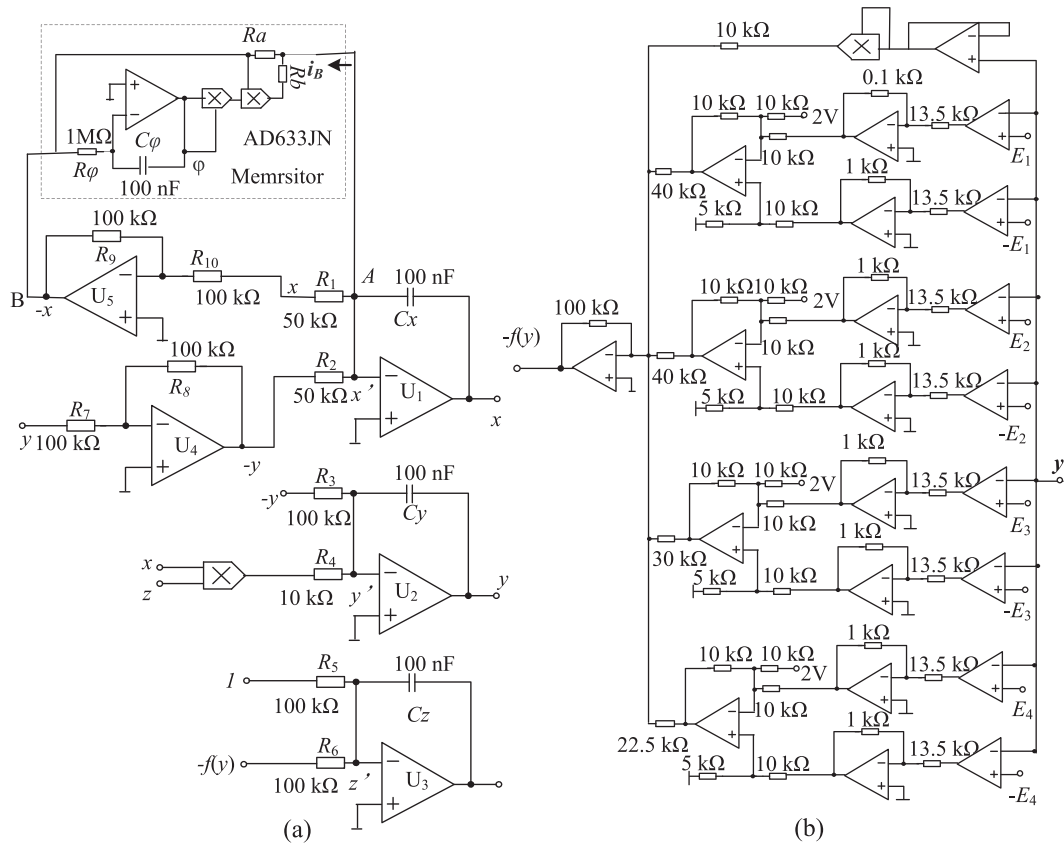 Ra
Rb
i_B
1MΩ
Cφ
Rφ
100 nF
φ
AD633JN
Memrsitor
100 kΩ
R9
R10
100 kΩ
x
R1
50 kΩ
A
100 nF
Cx
B
-x
U5
100 kΩ
R8
R7
y
100 kΩ
U4
-y
R2
50 kΩ
x'
U1
x
-y
R3
100 kΩ
100 nF
Cy
x
z
R4
10 kΩ
y'
U2
y
1
R5
100 kΩ
100 nF
Cz
-f(y)
R6
100 kΩ
z'
U3
(a)
10 kΩ
0.1 kΩ
10 kΩ
10 kΩ
2V
13.5 kΩ
10 kΩ
E1
40 kΩ
1 kΩ
5 kΩ
10 kΩ
13.5 kΩ
-E1
1 kΩ
10 kΩ
10 kΩ
2V
13.5 kΩ
100 kΩ
-f(y)
10 kΩ
E2
40 kΩ
1 kΩ
5 kΩ
10 kΩ
13.5 kΩ
-E2
1 kΩ
10 kΩ
10 kΩ
2V
13.5 kΩ
y
10 kΩ
E3
30 kΩ
1 kΩ
5 kΩ
10 kΩ
13.5 kΩ
-E3
1 kΩ
10 kΩ
10 kΩ
2V
13.5 kΩ
10 kΩ
E4
22.5 kΩ
1 kΩ
5 kΩ
10 kΩ
13.5 kΩ
-E4
(b)